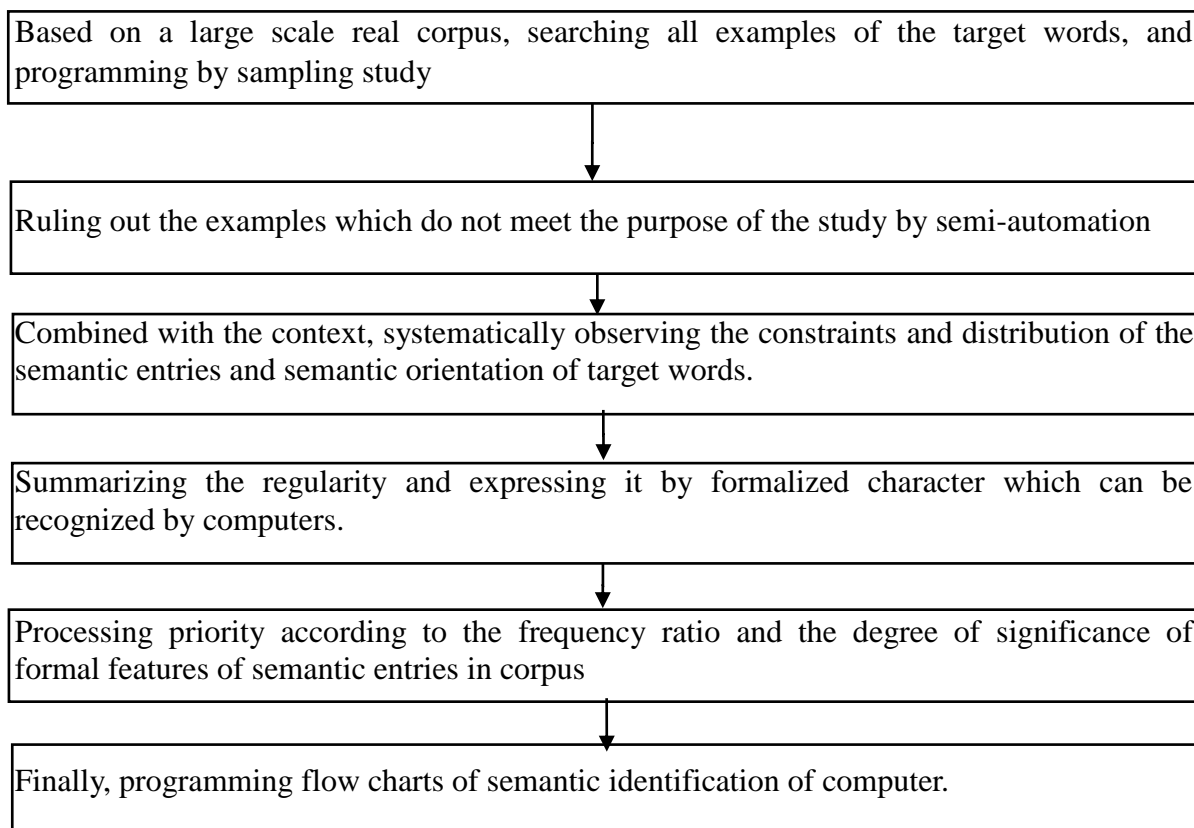 Based on a large scale real corpus, searching all examples of the target words, and
programming by sampling study
Ruling out the examples which do not meet the purpose of the study by semi-automation
Combined with the context, systematically observing the constraints and distribution of the
semantic entries and semantic orientation of target words.
Summarizing the regularity and expressing it by formalized character which can be
recognized by computers.
Processing priority according to the frequency ratio and the degree of significance of
formal features of semantic entries in corpus
Finally, programming flow charts of semantic identification of computer.